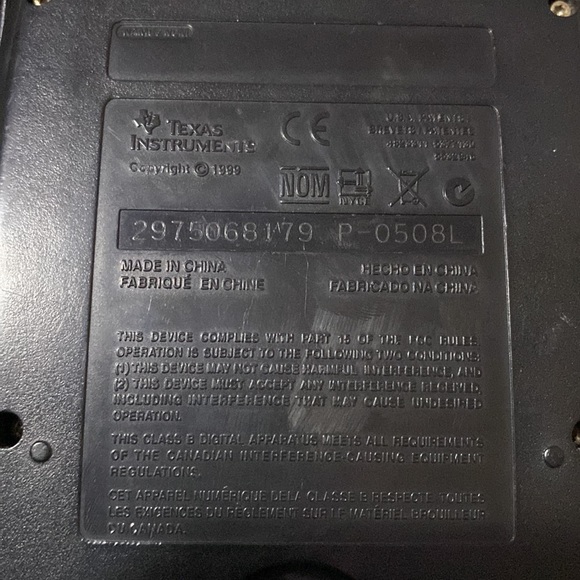 TEXAS
INSTRUMENTS
Copyright © 1999
CE
NOM
NYCE
2975068179 P-0508L
MADE IN CHINA
FABRIQUÉ EN CHINE
HECHO EN CHINA
FABRICADO NA CHINA
THIS DEVICE COMPLIES WITH PART 15 OF THE FCC RULES
OPERATION IS SUBJECT TO THE FOLLOWING TWO CONDITIONS:
(1) THIS DEVICE MAY NOT CAUSE HARMFUL INTERFERENCE, AND
(2) THIS DEVICE MUST ACCEPT ANY INTERFERENCE RECEIVED,
INCLUDING INTERFERENCE THAT MAY CAUSE UNDESIRED
OPERATION.
THIS CLASS B DIGITAL APPARATUS MEETS ALL REQUIREMENTS
OF THE CANADIAN INTERFERENCE-CAUSING EQUIPMENT
REGULATIONS.
CET APPAREIL NUMÉRIQUE DE LA CLASSE B RESPECTE TOUTES
LES EXIGENCES DU RÈGLEMENT SUR LE MATÉRIEL BROUILLEUR
DU CANADA.